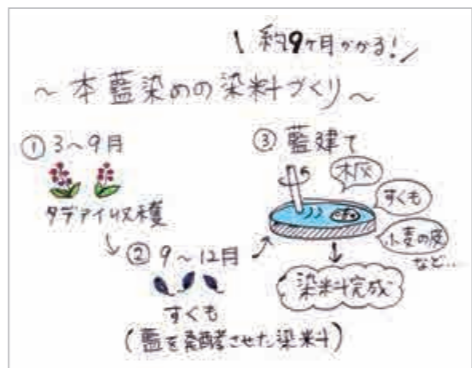 約9ヶ月かかる!
～本藍染めの染料づくり～
① 3～9月
タデアイ収穫
② 9～12月
すくも
(藍を発酵させた染料)
③ 藍建て
木灰
すくも
小麦の皮
など…
染料完成